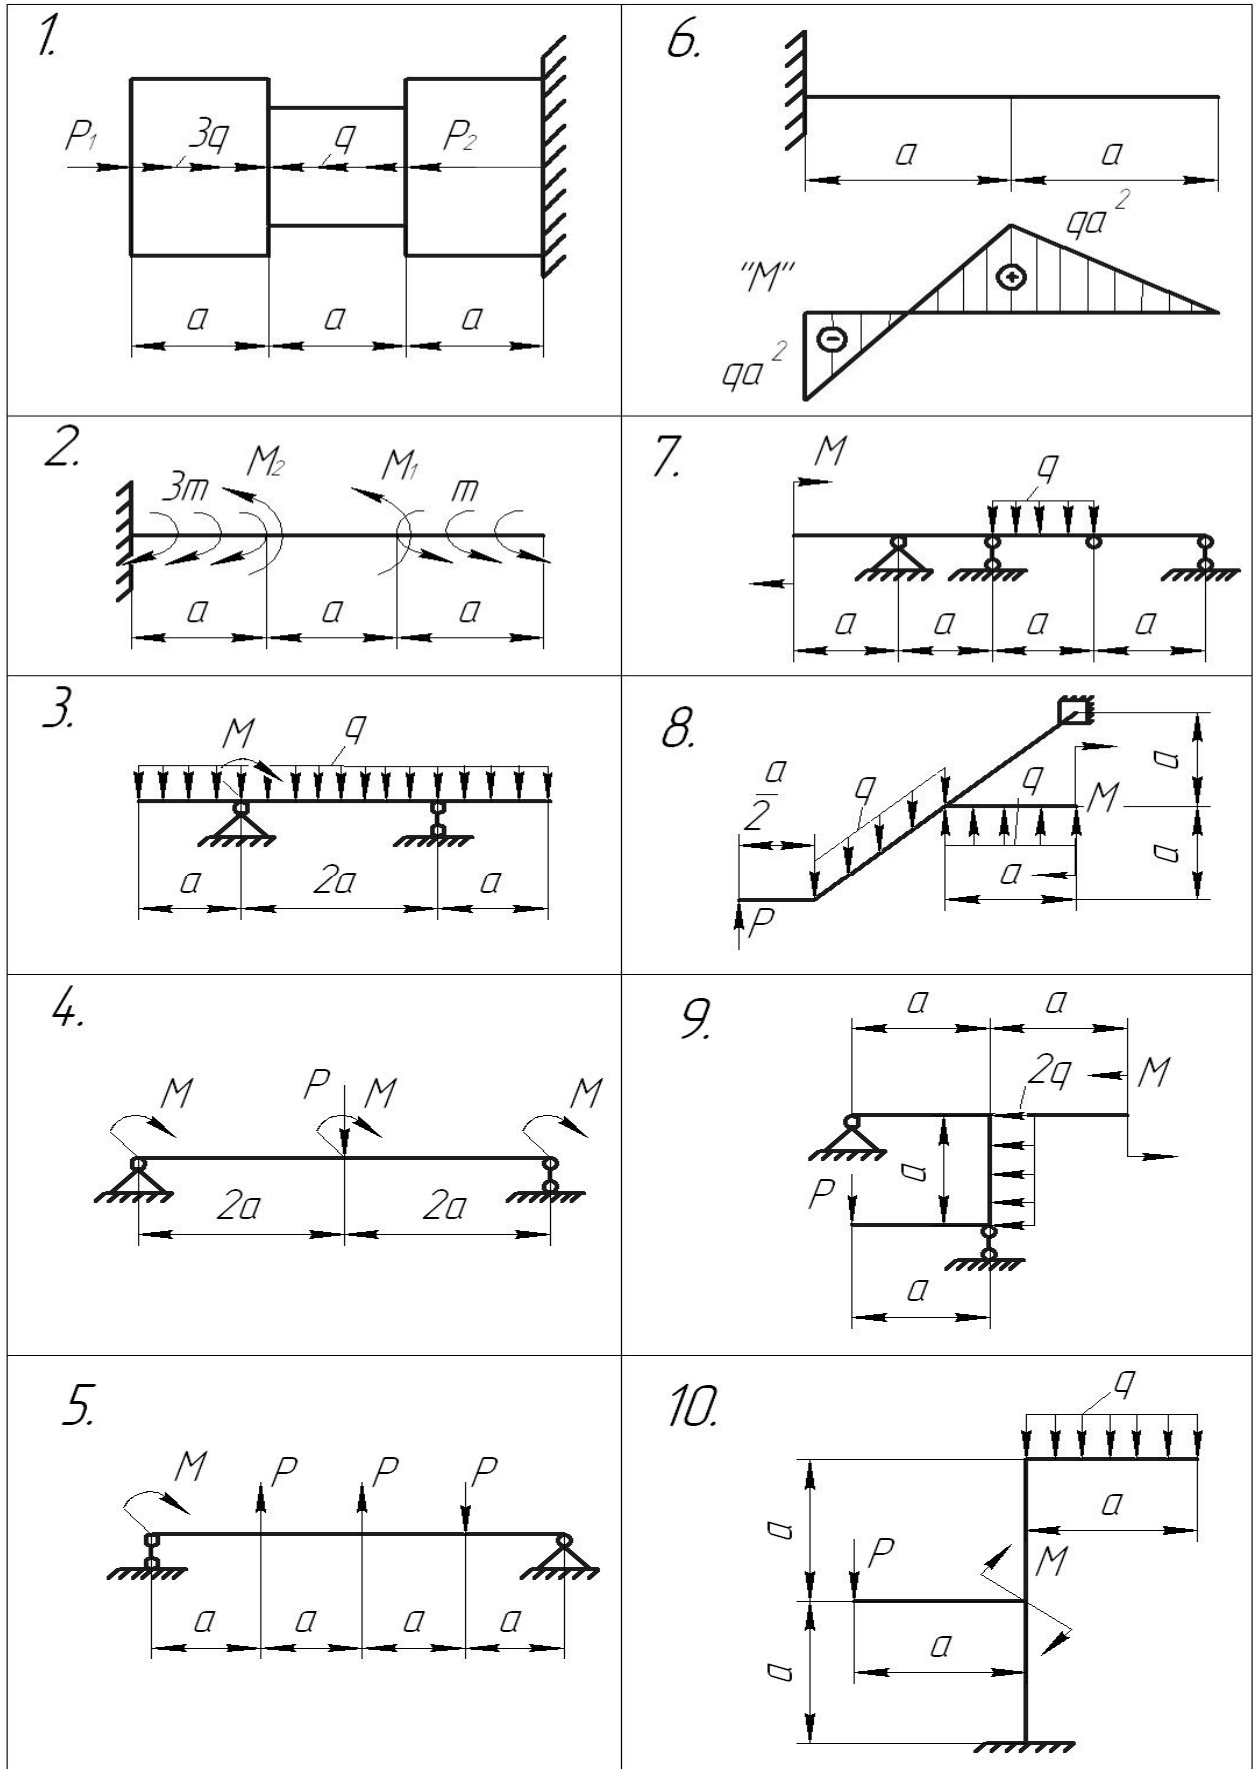 1.
P₁ 3q q P₂
a a a
2.
3m M₂ M₁ m
a a a
3.
M q
a 2a a
4.
M P M M
2a 2a
5.
M P P P
a a a a
6.
a a
qa²
"M"
+
−
qa²
7.
M q
a a a a
8.
a/2 q q M a
a a
P
9.
a a
2q M
P a
a
10.
q
a a
P M
a a